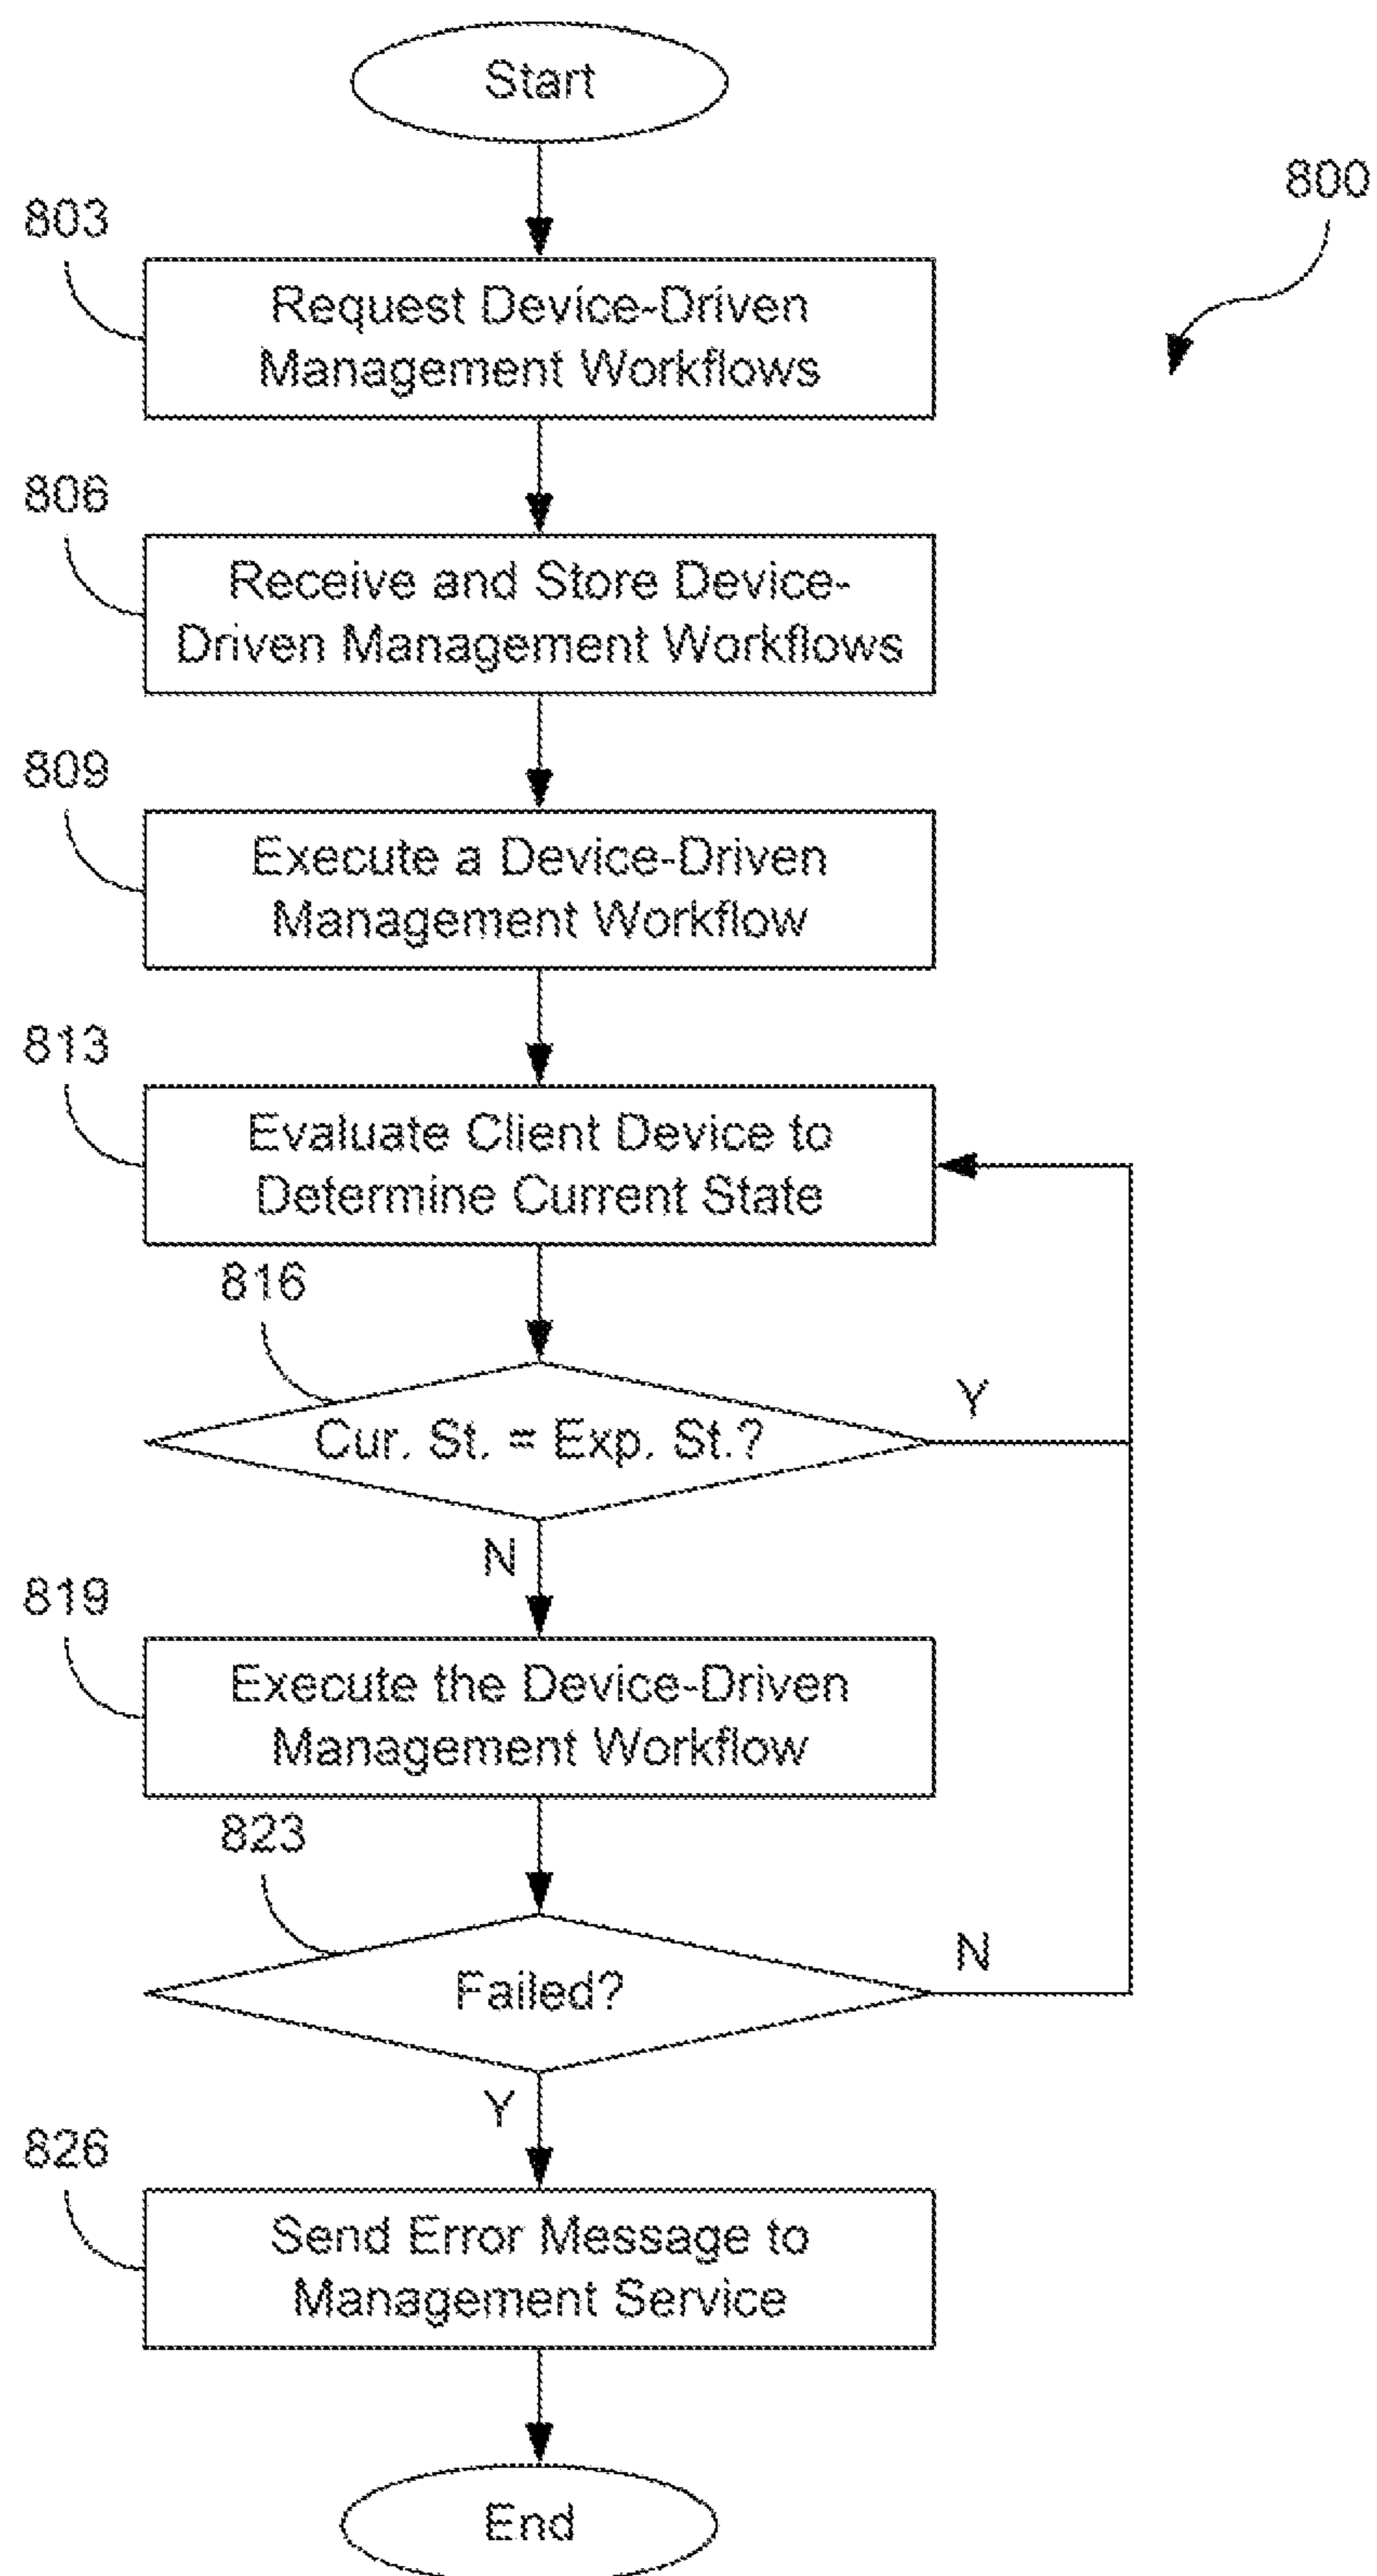 Start
800
803
Request Device-Driven
Management Workflows
806
Receive and Store Device-
Driven Management Workflows
809
Execute a Device-Driven
Management Workflow
813
Evaluate Client Device to
Determine Current State
816
Cur. St. = Exp. St.?
Y
N
819
Execute the Device-Driven
Management Workflow
823
Failed?
N
Y
826
Send Error Message to
Management Service
End